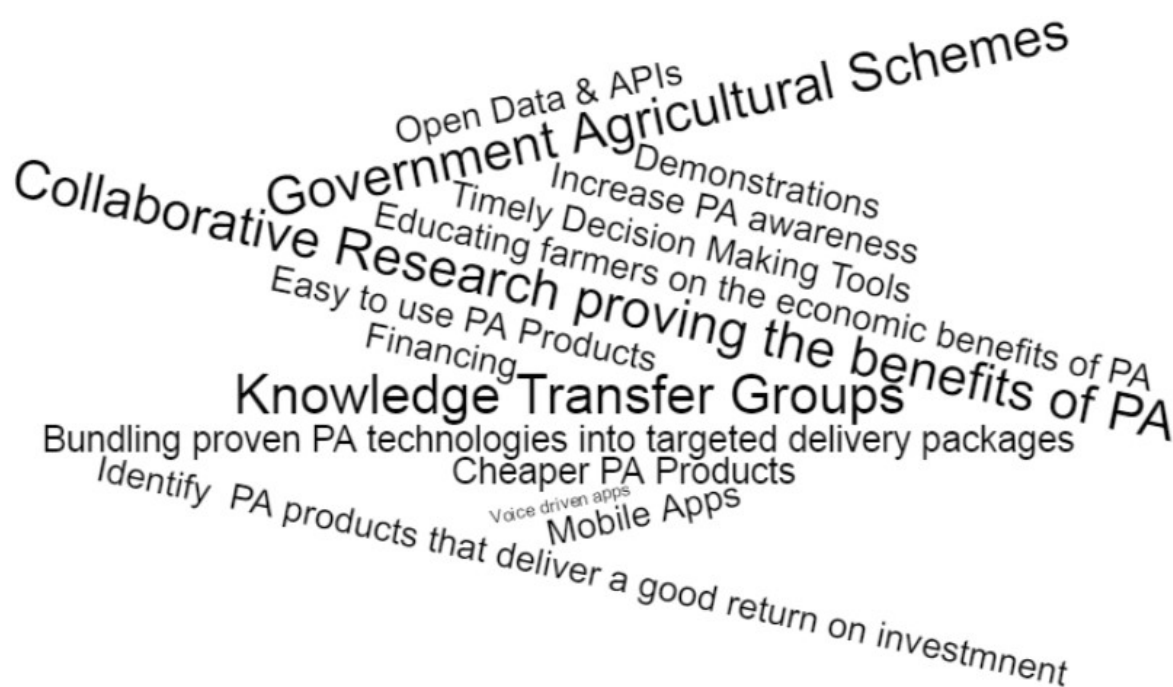 Open Data & APIs
Government Agricultural Schemes
Demonstrations
Increase PA awareness
Timely Decision Making Tools
Educating farmers on the economic benefits of PA
Collaborative Research proving the benefits of PA
Easy to use PA Products
Financing
Knowledge Transfer Groups
Bundling proven PA technologies into targeted delivery packages
Cheaper PA Products
Identify PA products that deliver a good return on investmnent
Voice driven apps
Mobile Apps